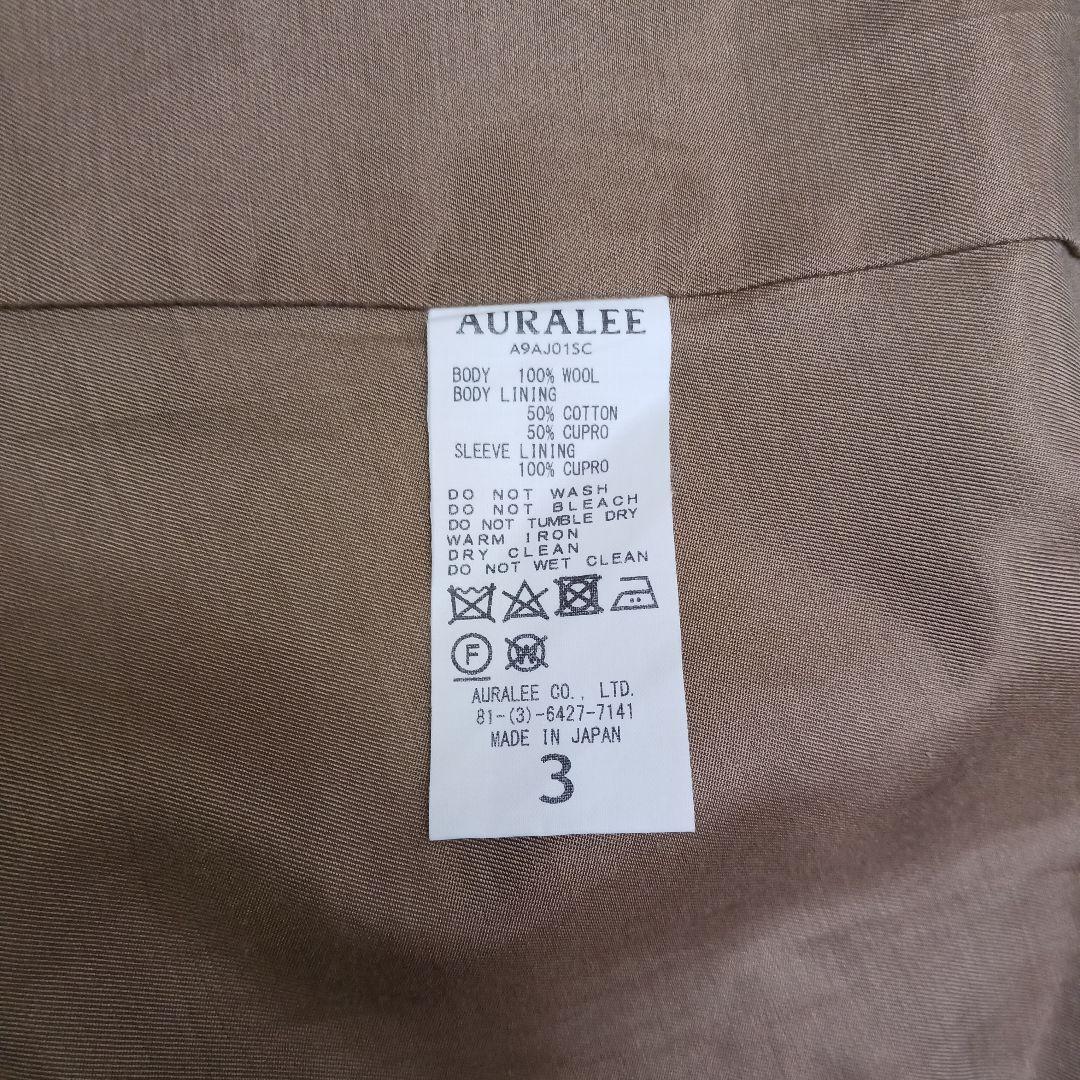 AURALEE
A9AJ01SC
BODY 100% WOOL
BODY LINING
50% COTTON
50% CUPRO
SLEEVE LINING
100% CUPRO
DO NOT WASH
DO NOT BLEACH
DO NOT TUMBLE DRY
WARM IRON
DRY CLEAN
DO NOT WET CLEAN
F W
AURALEE CO., LTD.
81-(3)-6427-7141
MADE IN JAPAN
3